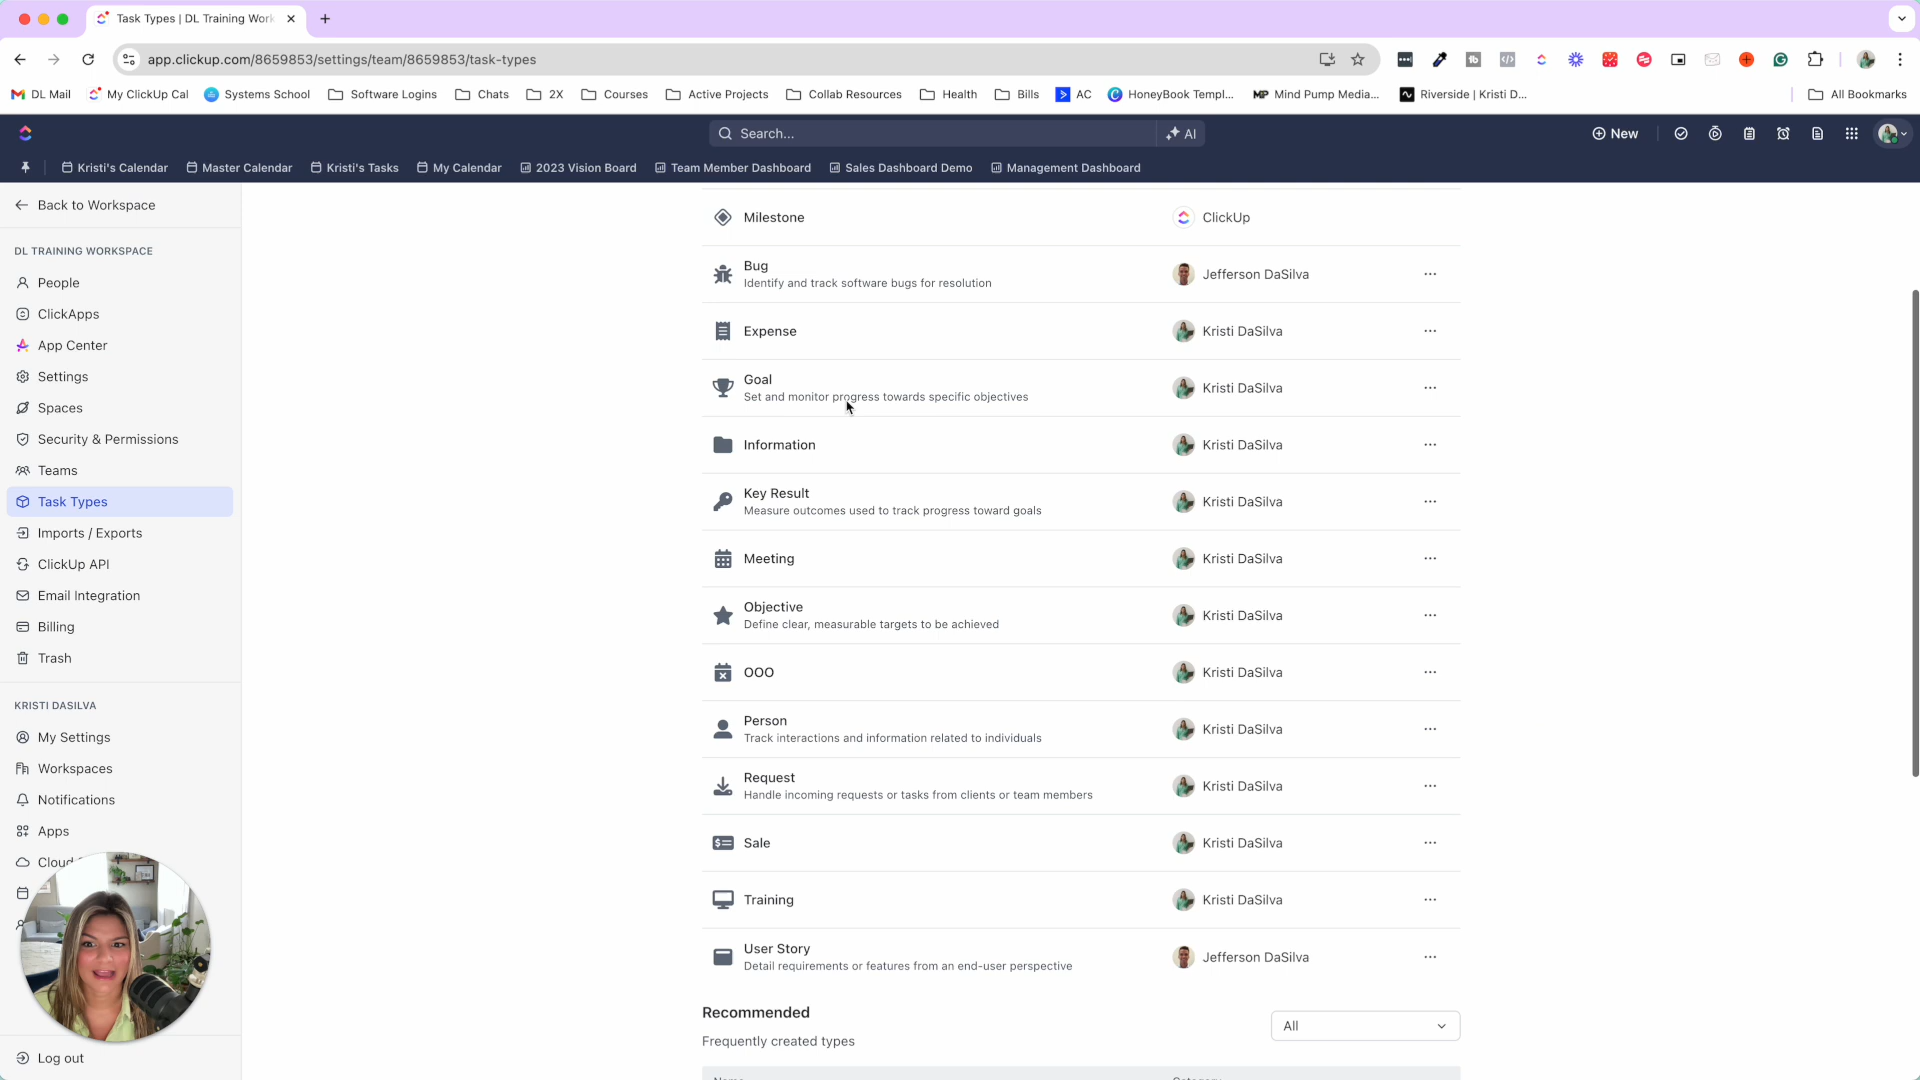 Task Types | DL Training Work
app.clickup.com/8659853/settings/team/8659853/task-types
DL Mail
My ClickUp Cal
Systems School
Software Logins
Chats
2X
Courses
Active Projects
Collab Resources
Health
Bills
AC
HoneyBook Templ...
MP Mind Pump Media...
Riverside | Kristi D...
All Bookmarks
Search...
AI
New
Kristi's Calendar
Master Calendar
Kristi's Tasks
My Calendar
2023 Vision Board
Team Member Dashboard
Sales Dashboard Demo
Management Dashboard
Back to Workspace
DL TRAINING WORKSPACE
People
ClickApps
App Center
Settings
Spaces
Security & Permissions
Teams
Task Types
Imports / Exports
ClickUp API
Email Integration
Billing
Trash
KRISTI DASILVA
My Settings
Workspaces
Notifications
Apps
Cloud
Log out
Milestone
ClickUp
Bug
Identify and track software bugs for resolution
Jefferson DaSilva
Expense
Kristi DaSilva
Goal
Set and monitor progress towards specific objectives
Kristi DaSilva
Information
Kristi DaSilva
Key Result
Measure outcomes used to track progress toward goals
Kristi DaSilva
Meeting
Kristi DaSilva
Objective
Define clear, measurable targets to be achieved
Kristi DaSilva
OOO
Kristi DaSilva
Person
Track interactions and information related to individuals
Kristi DaSilva
Request
Handle incoming requests or tasks from clients or team members
Kristi DaSilva
Sale
Kristi DaSilva
Training
Kristi DaSilva
User Story
Detail requirements or features from an end-user perspective
Jefferson DaSilva
Recommended
Frequently created types
All